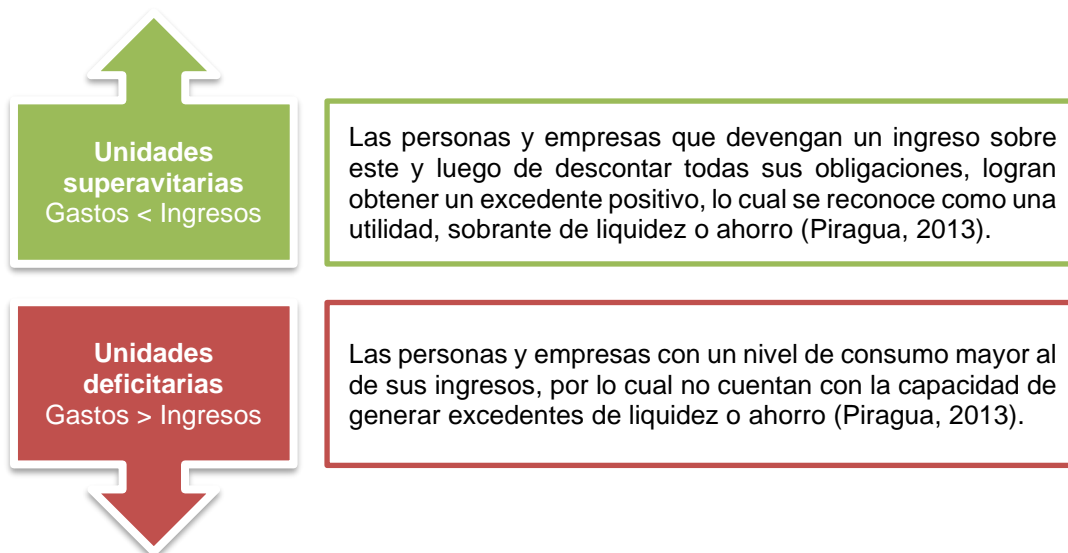 Unidades
superavitarias
Gastos < Ingresos
Las personas y empresas que devengan un ingreso sobre
este y luego de descontar todas sus obligaciones, logran
obtener un excedente positivo, lo cual se reconoce como una
utilidad, sobrante de liquidez o ahorro (Piragua, 2013).
Unidades
deficitarias
Gastos > Ingresos
Las personas y empresas con un nivel de consumo mayor al
de sus ingresos, por lo cual no cuentan con la capacidad de
generar excedentes de liquidez o ahorro (Piragua, 2013).